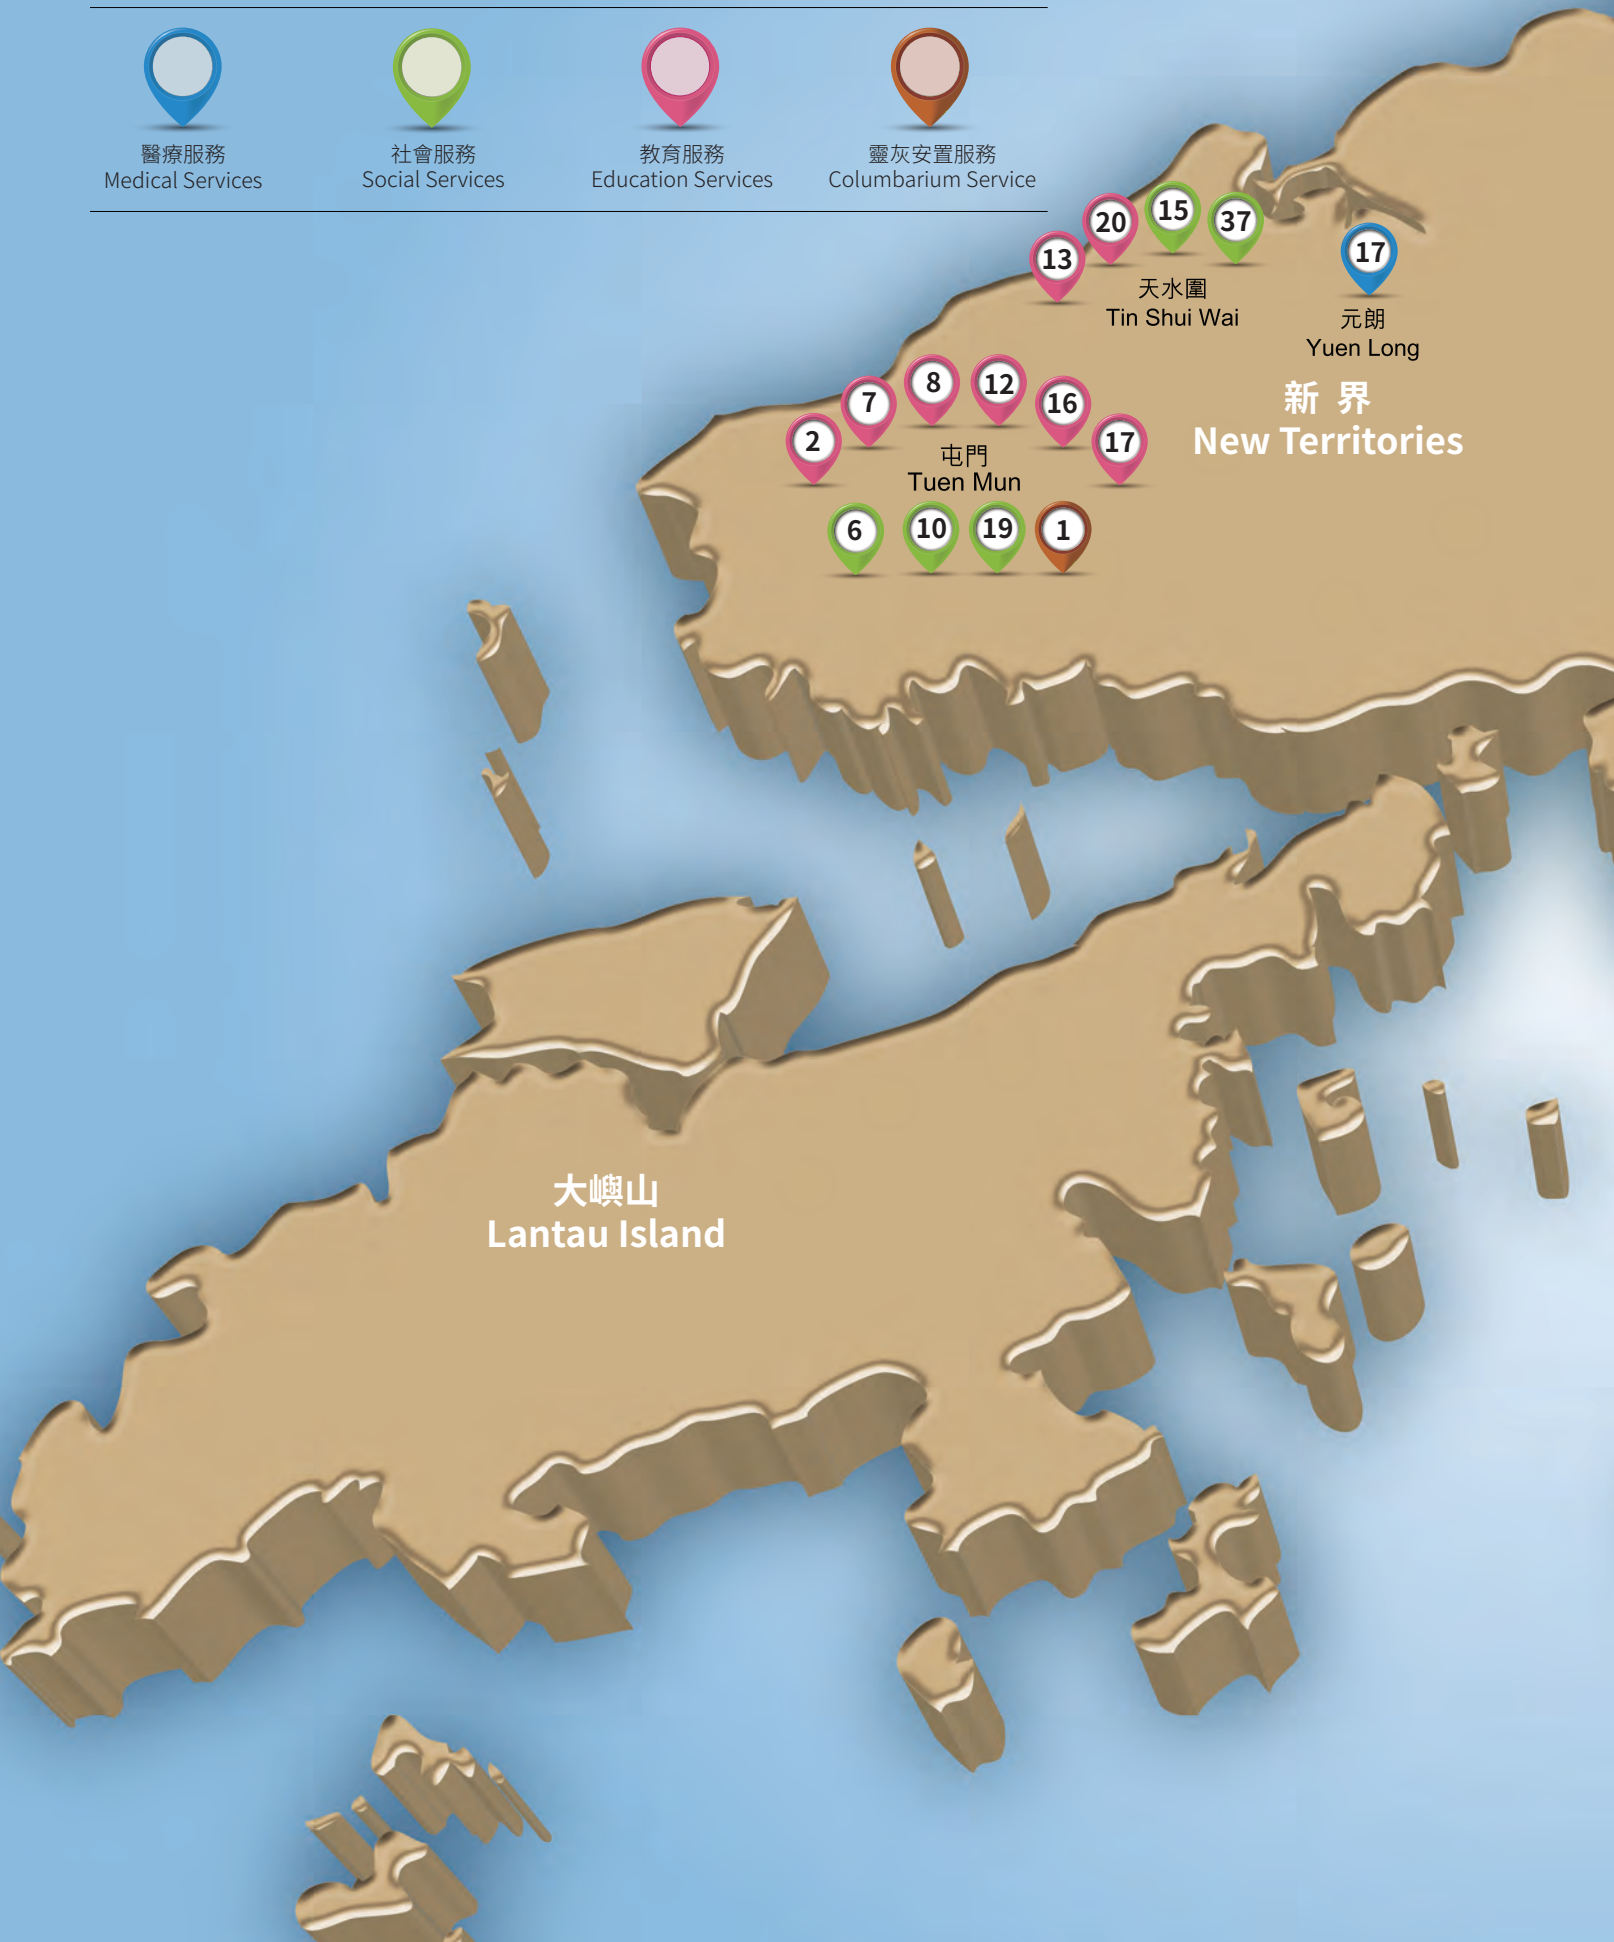 醫療服務
Medical Services
社會服務
Social Services
教育服務
Education Services
靈灰安置服務
Columbarium Service
13
20
15
37
天水圍
Tin Shui Wai
17
元朗
Yuen Long
新 界
New Territories
2
7
8
12
16
17
屯門
Tuen Mun
6
10
19
1
大嶼山
Lantau Island